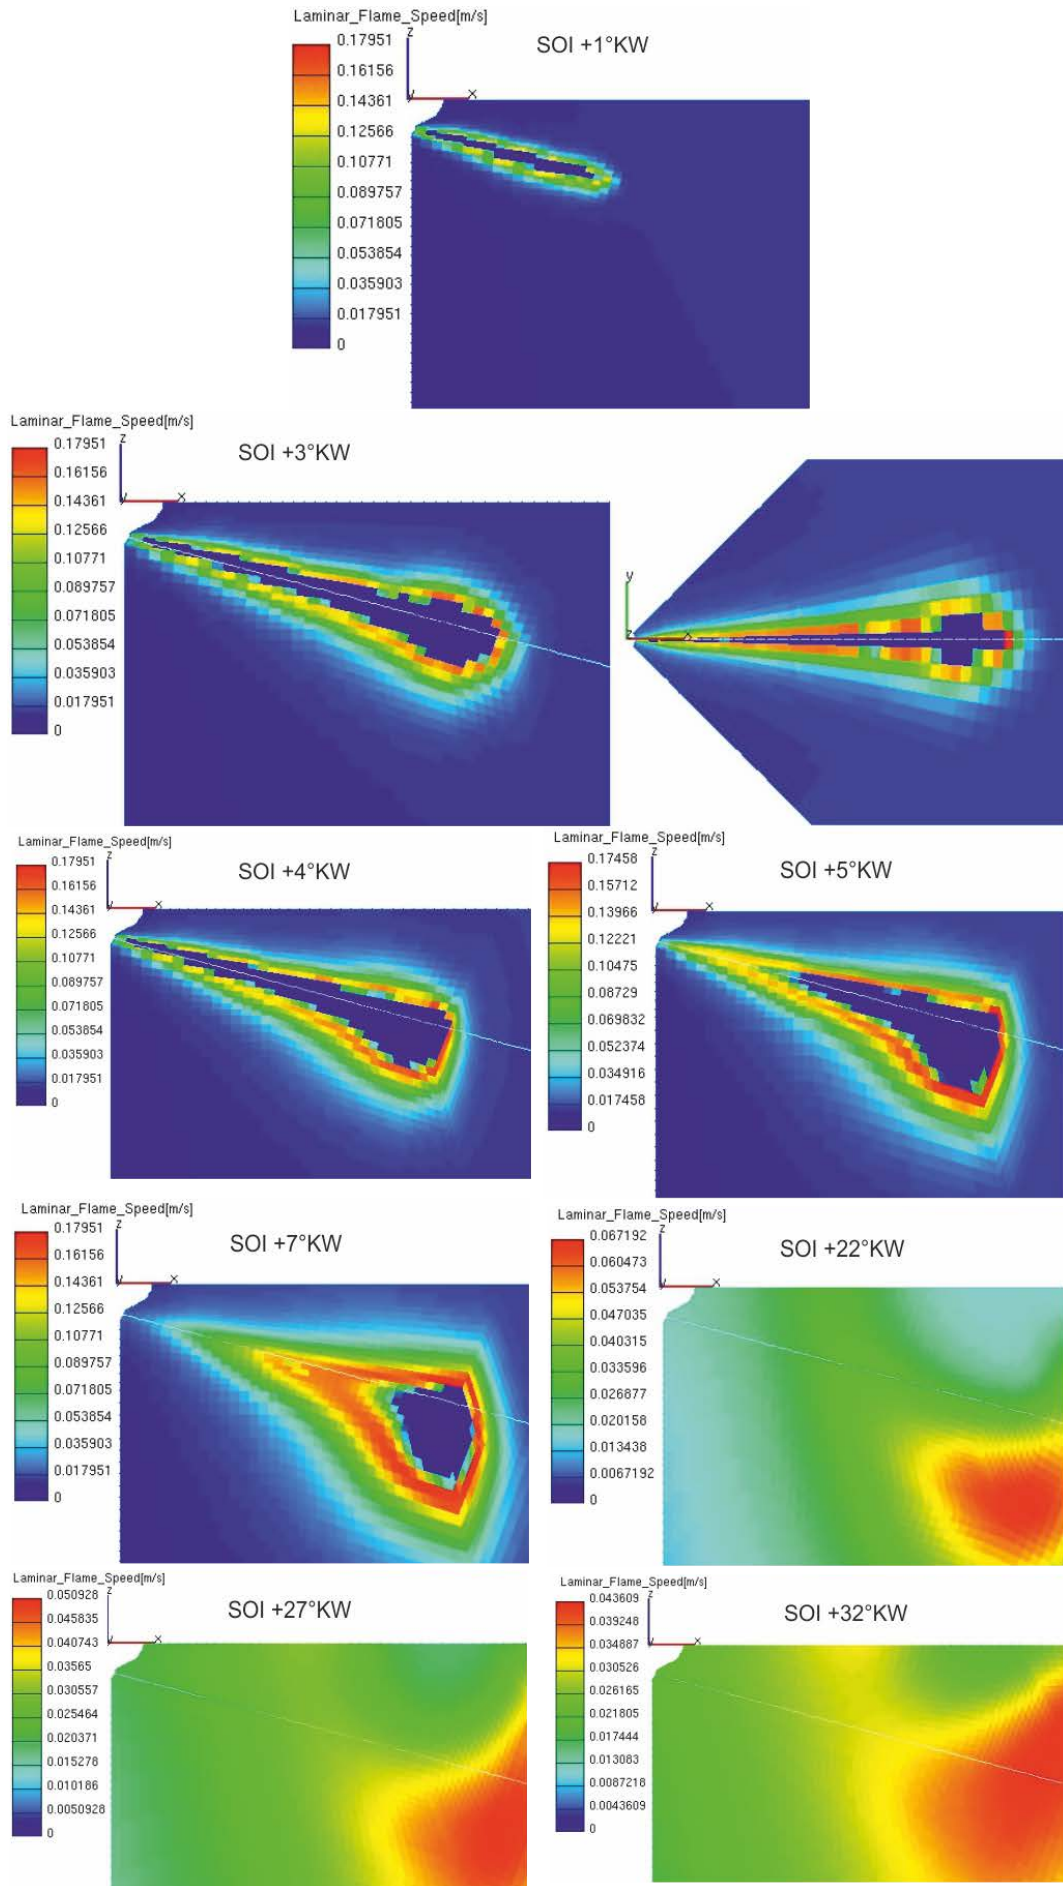 Laminar_Flame_Speed[m/s]
SOI +1°KW
z
y
x
0.17951
0.16156
0.14361
0.12566
0.10771
0.089757
0.071805
0.053854
0.035903
0.017951
0
Laminar_Flame_Speed[m/s]
SOI +3°KW
z
y
x
0.17951
0.16156
0.14361
0.12566
0.10771
0.089757
0.071805
0.053854
0.035903
0.017951
0
y
z
x
Laminar_Flame_Speed[m/s]
SOI +4°KW
z
y
x
0.17951
0.16156
0.14361
0.12566
0.10771
0.089757
0.071805
0.053854
0.035903
0.017951
0
Laminar_Flame_Speed[m/s]
SOI +5°KW
z
y
x
0.17458
0.15712
0.13966
0.12221
0.10475
0.08729
0.069832
0.052374
0.034916
0.017458
0
Laminar_Flame_Speed[m/s]
SOI +7°KW
z
y
x
0.17951
0.16156
0.14361
0.12566
0.10771
0.089757
0.071805
0.053854
0.035903
0.017951
0
Laminar_Flame_Speed[m/s]
SOI +22°KW
z
y
x
0.067192
0.060473
0.053754
0.047035
0.040315
0.033596
0.026877
0.020158
0.013438
0.0067192
0
Laminar_Flame_Speed[m/s]
SOI +27°KW
z
y
x
0.050928
0.045835
0.040743
0.03565
0.030557
0.025464
0.020371
0.015278
0.010186
0.0050928
0
Laminar_Flame_Speed[m/s]
SOI +32°KW
z
y
x
0.043609
0.039248
0.034887
0.030526
0.026165
0.021805
0.017444
0.013083
0.0087218
0.0043609
0